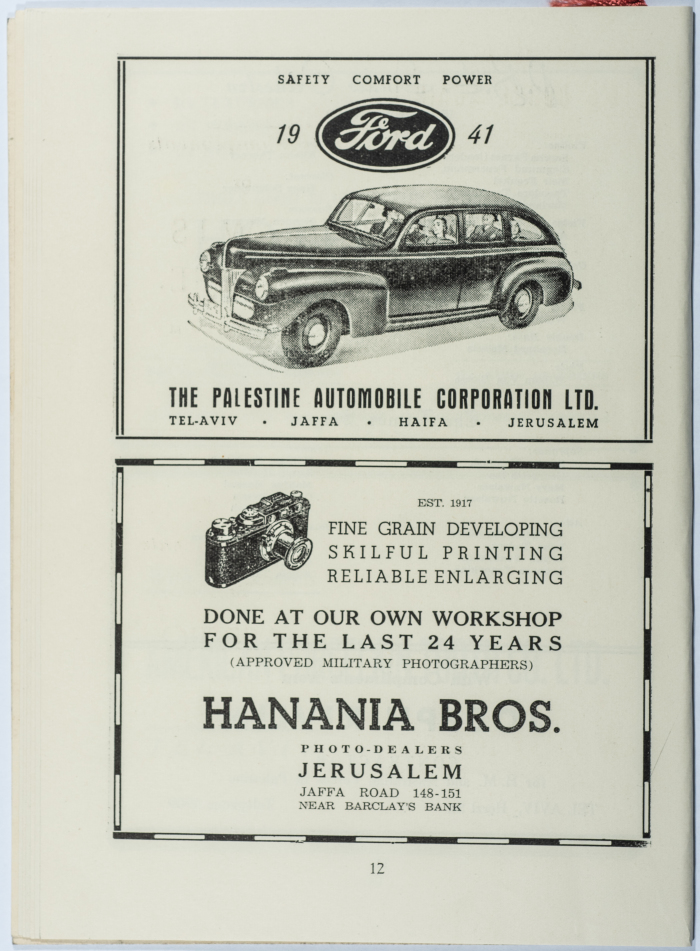 SAFETY COMFORT POWER
19 Ford 41
THE PALESTINE AUTOMOBILE CORPORATION LTD.
TEL-AVIV • JAFFA • HAIFA • JERUSALEM
EST. 1917
FINE GRAIN DEVELOPING
SKILFUL PRINTING
RELIABLE ENLARGING
DONE AT OUR OWN WORKSHOP
FOR THE LAST 24 YEARS
(APPROVED MILITARY PHOTOGRAPHERS)
HANANIA BROS.
PHOTO-DEALERS
JERUSALEM
JAFFA ROAD 148-151
NEAR BARCLAY'S BANK
12